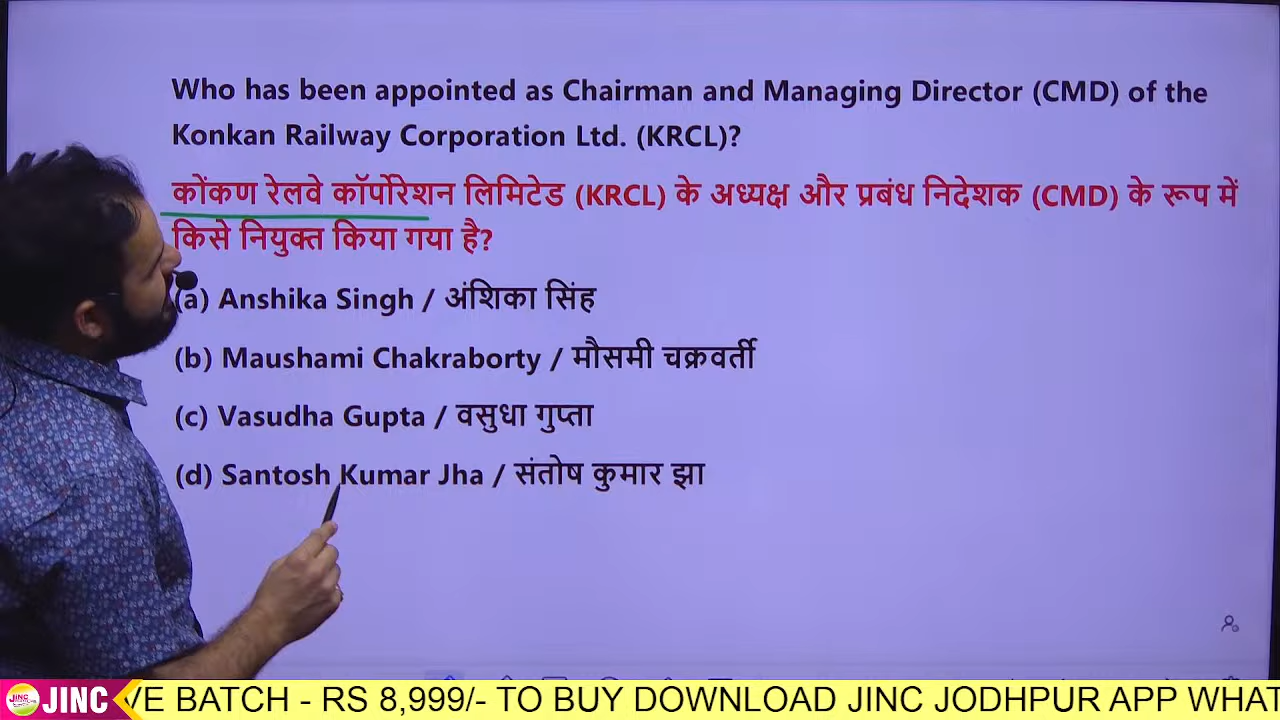 Who has been appointed as Chairman and Managing Director (CMD) of the
Konkan Railway Corporation Ltd. (KRCL)?
कोंकण रेलवे कॉर्पोरेशन लिमिटेड (KRCL) के अध्यक्ष और प्रबंध निदेशक (CMD) के रूप में
किसे नियुक्त किया गया है?
(a) Anshika Singh / अंशिका सिंह
(b) Maushami Chakraborty / मौसमी चक्रवर्ती
(c) Vasudha Gupta / वसुधा गुप्ता
(d) Santosh Kumar Jha / संतोष कुमार झा
JINC VE BATCH - RS 8,999/- TO BUY DOWNLOAD JINC JODHPUR APP WHAT